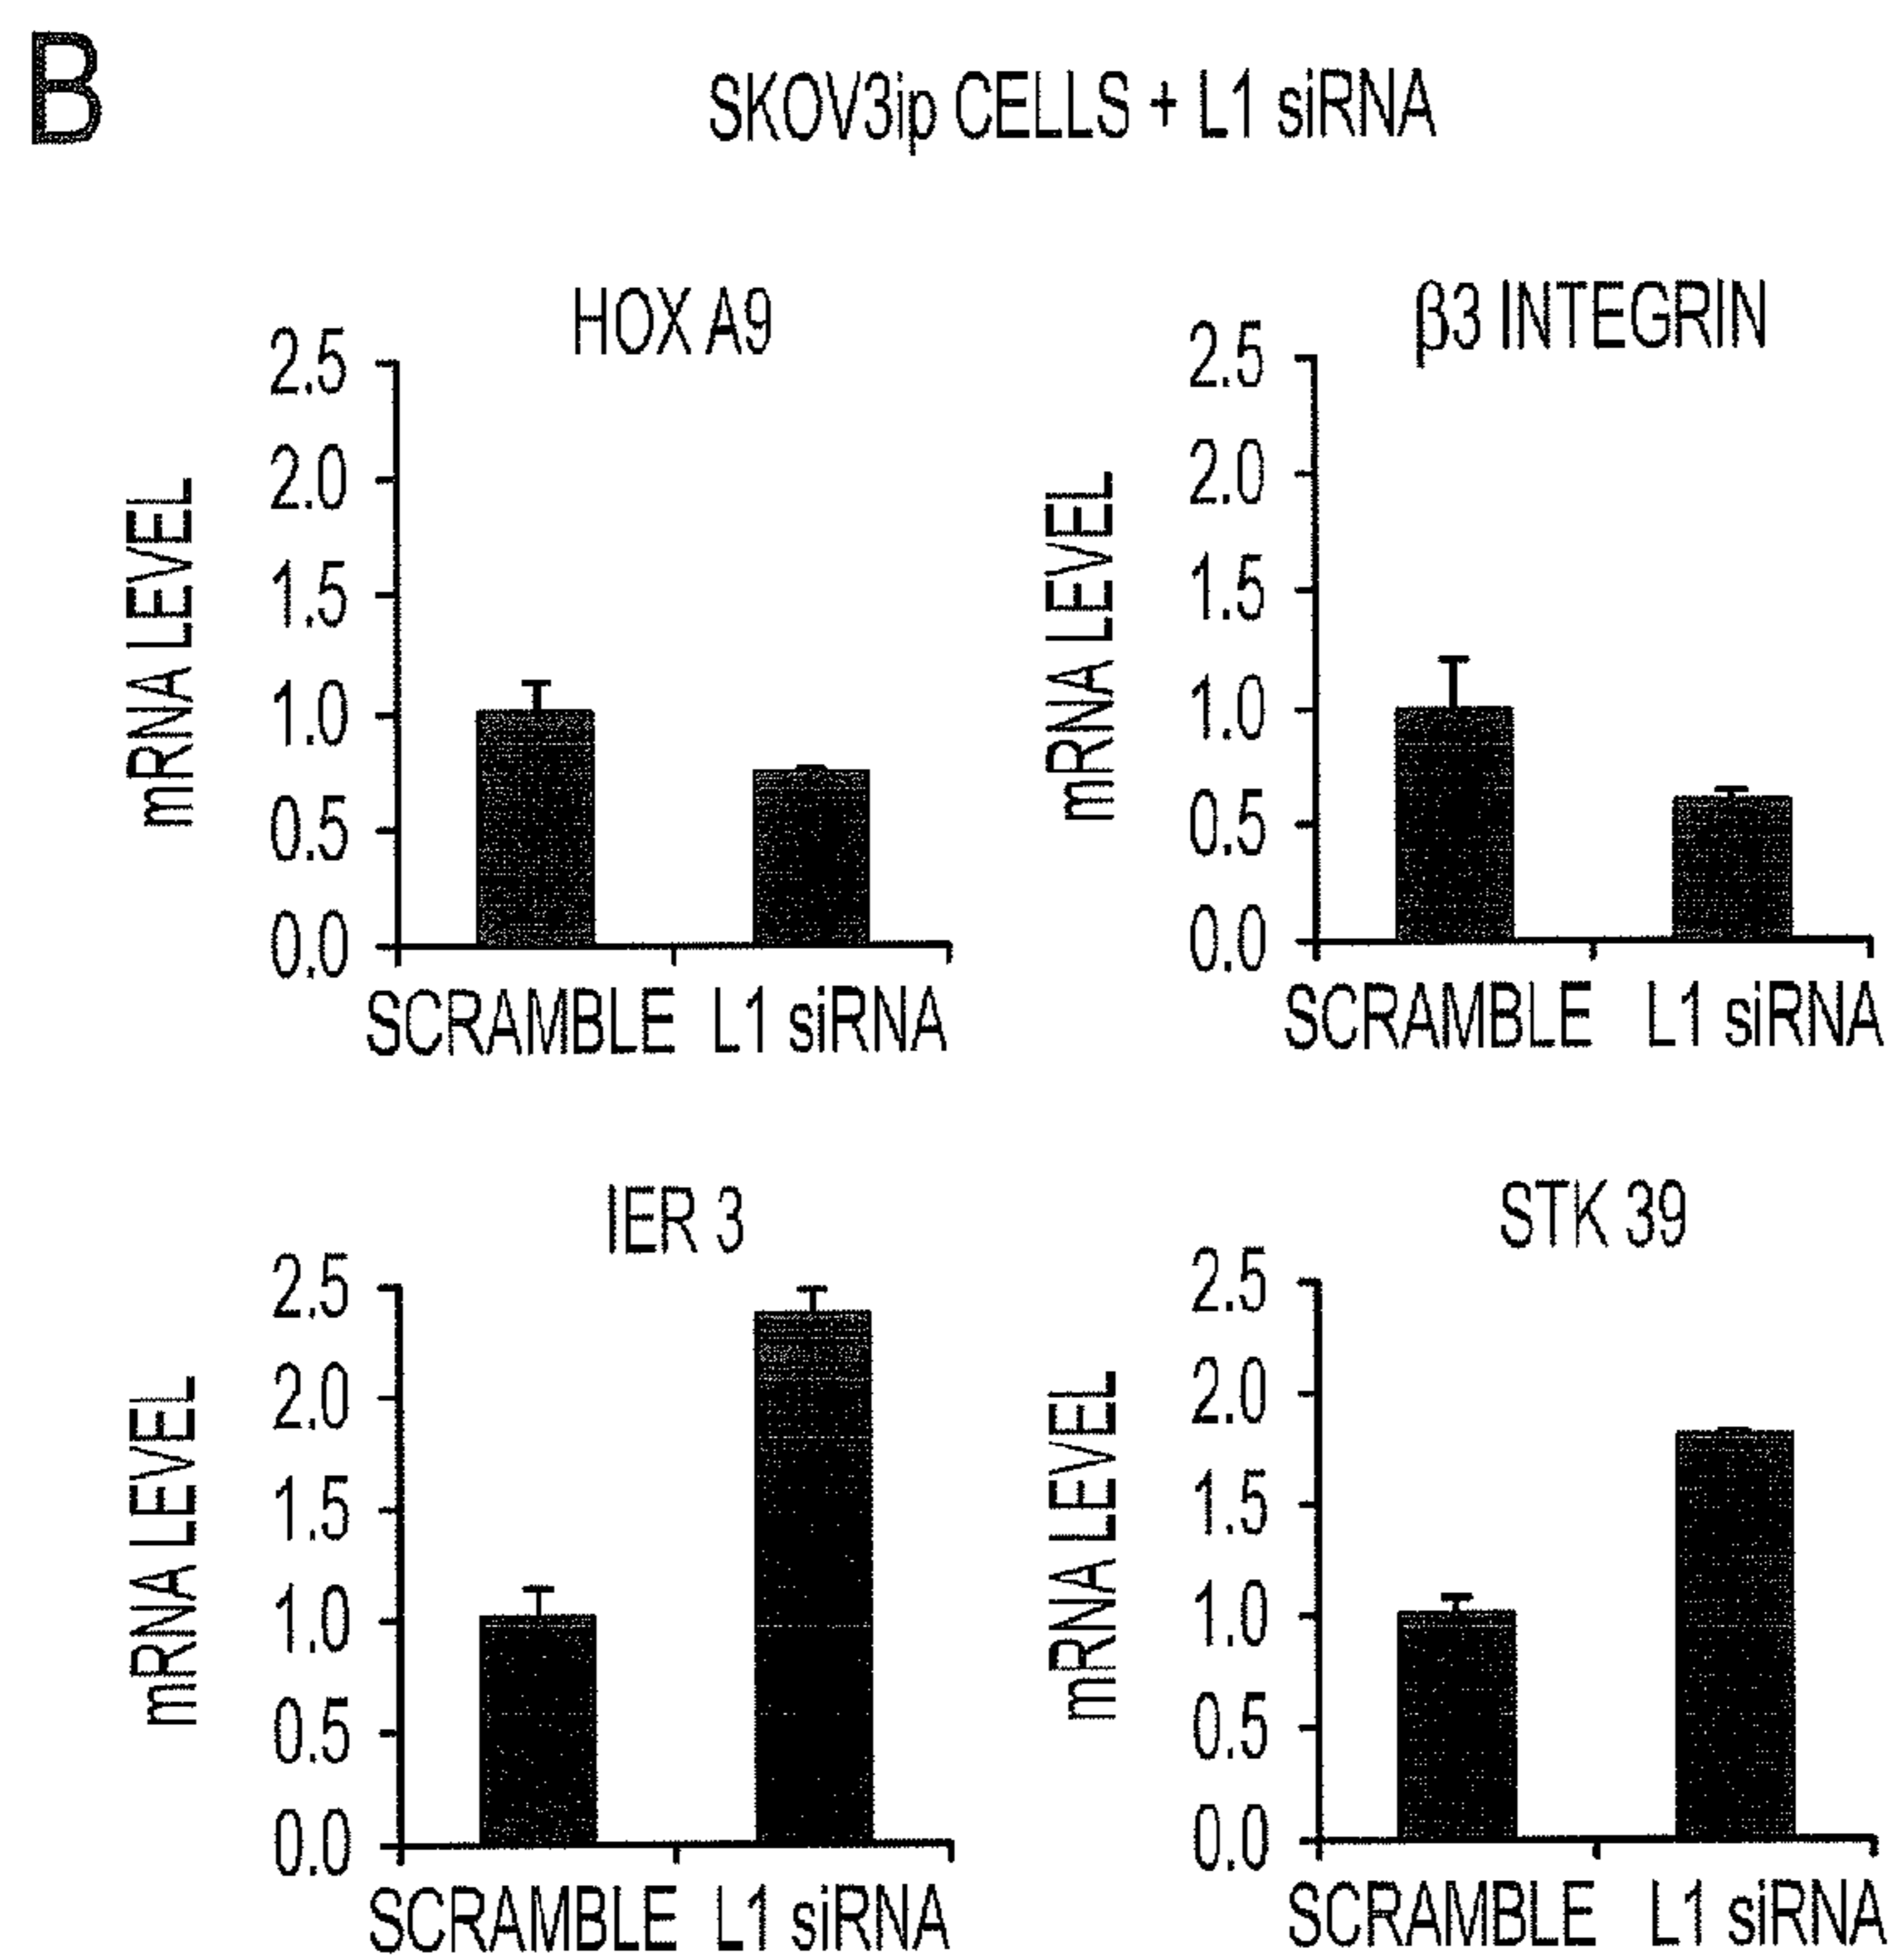 B
SKOV3ip CELLS + L1 siRNA
HOX A9
mRNA LEVEL
2.5
2.0
1.5
1.0
0.5
0.0
SCRAMBLE L1 siRNA
β3 INTEGRIN
mRNA LEVEL
2.5
2.0
1.5
1.0
0.5
0.0
SCRAMBLE L1 siRNA
IER 3
mRNA LEVEL
2.5
2.0
1.5
1.0
0.5
0.0
SCRAMBLE L1 siRNA
STK 39
mRNA LEVEL
2.5
2.0
1.5
1.0
0.5
0.0
SCRAMBLE L1 siRNA